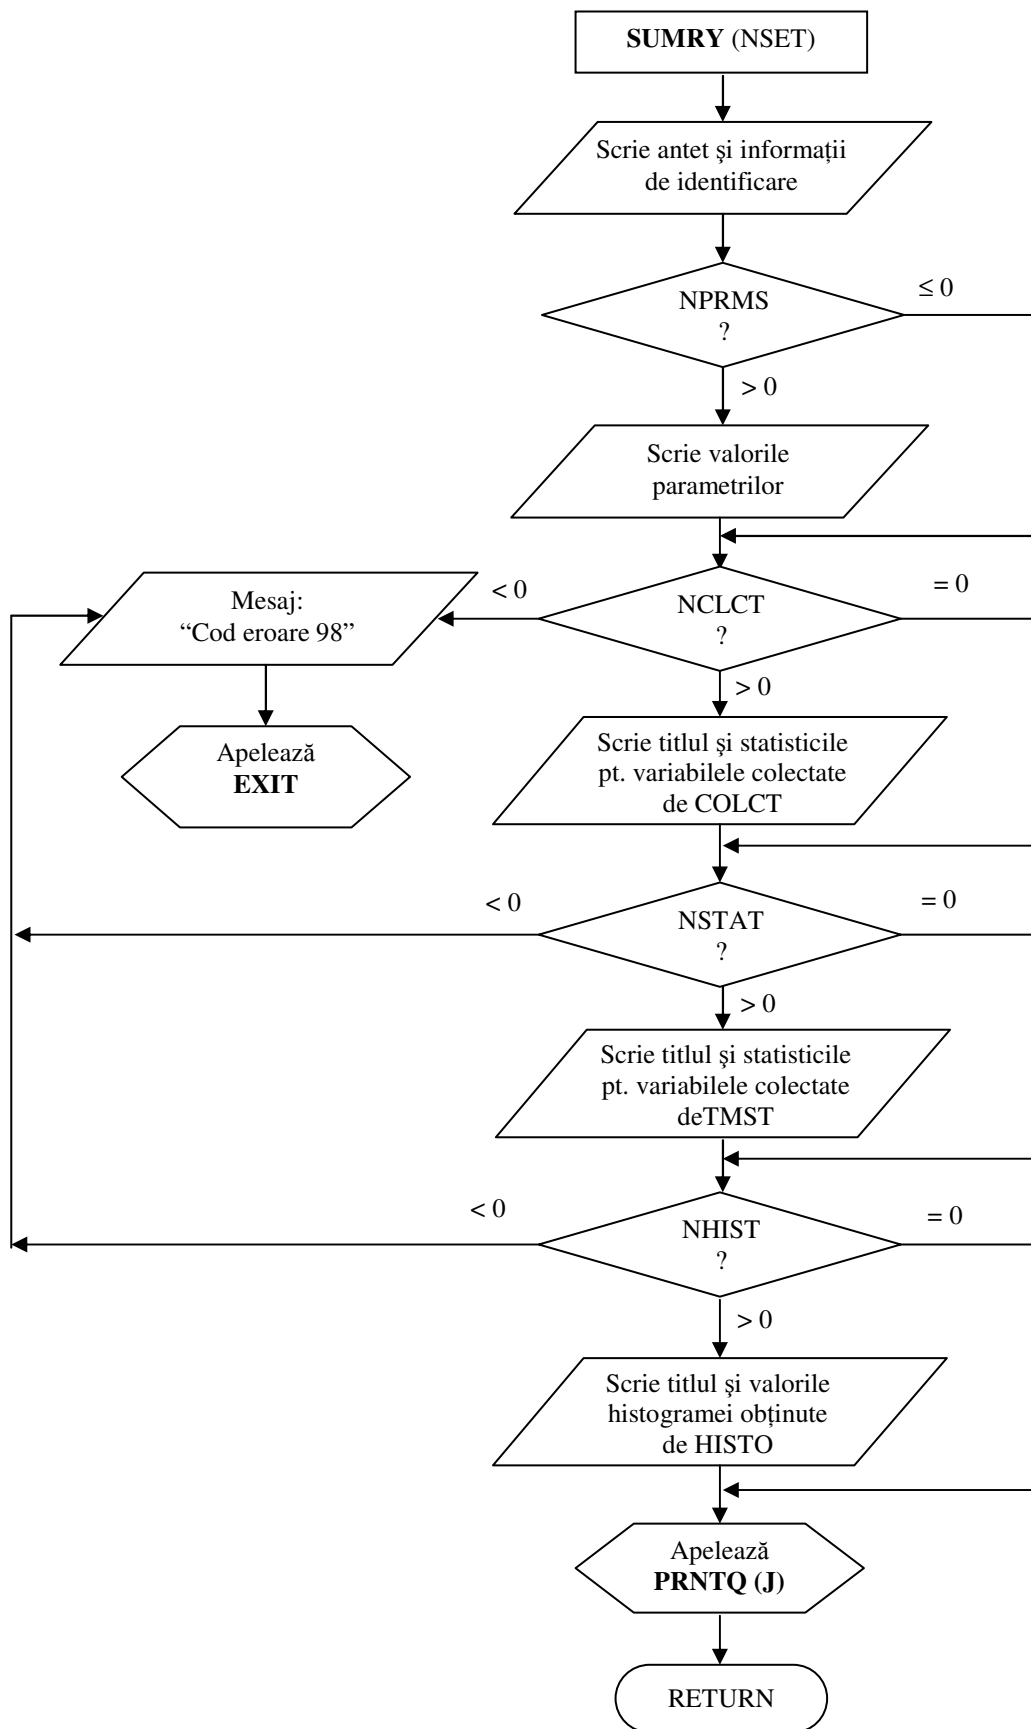 SUMRY (NSET)
Scrie antet şi informaţii
de identificare
NPRMS
?
≤ 0
> 0
Scrie valorile
parametrilor
NCLCT
?
< 0
= 0
> 0
Mesaj:
“Cod eroare 98”
Apelează
EXIT
Scrie titlul şi statisticile
pt. variabilele colectate
de COLCT
NSTAT
?
< 0
= 0
> 0
Scrie titlul şi statisticile
pt. variabilele colectate
deTMST
NHIST
?
< 0
= 0
> 0
Scrie titlul şi valorile
histogramei obţinute
de HISTO
Apelează
PRNTQ (J)
RETURN